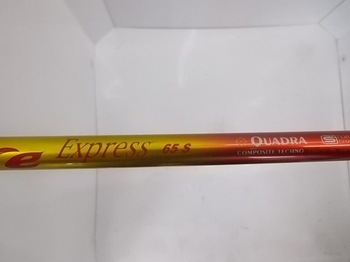 e Express 65 S QUADRA S
COMPOSITE TECHNO